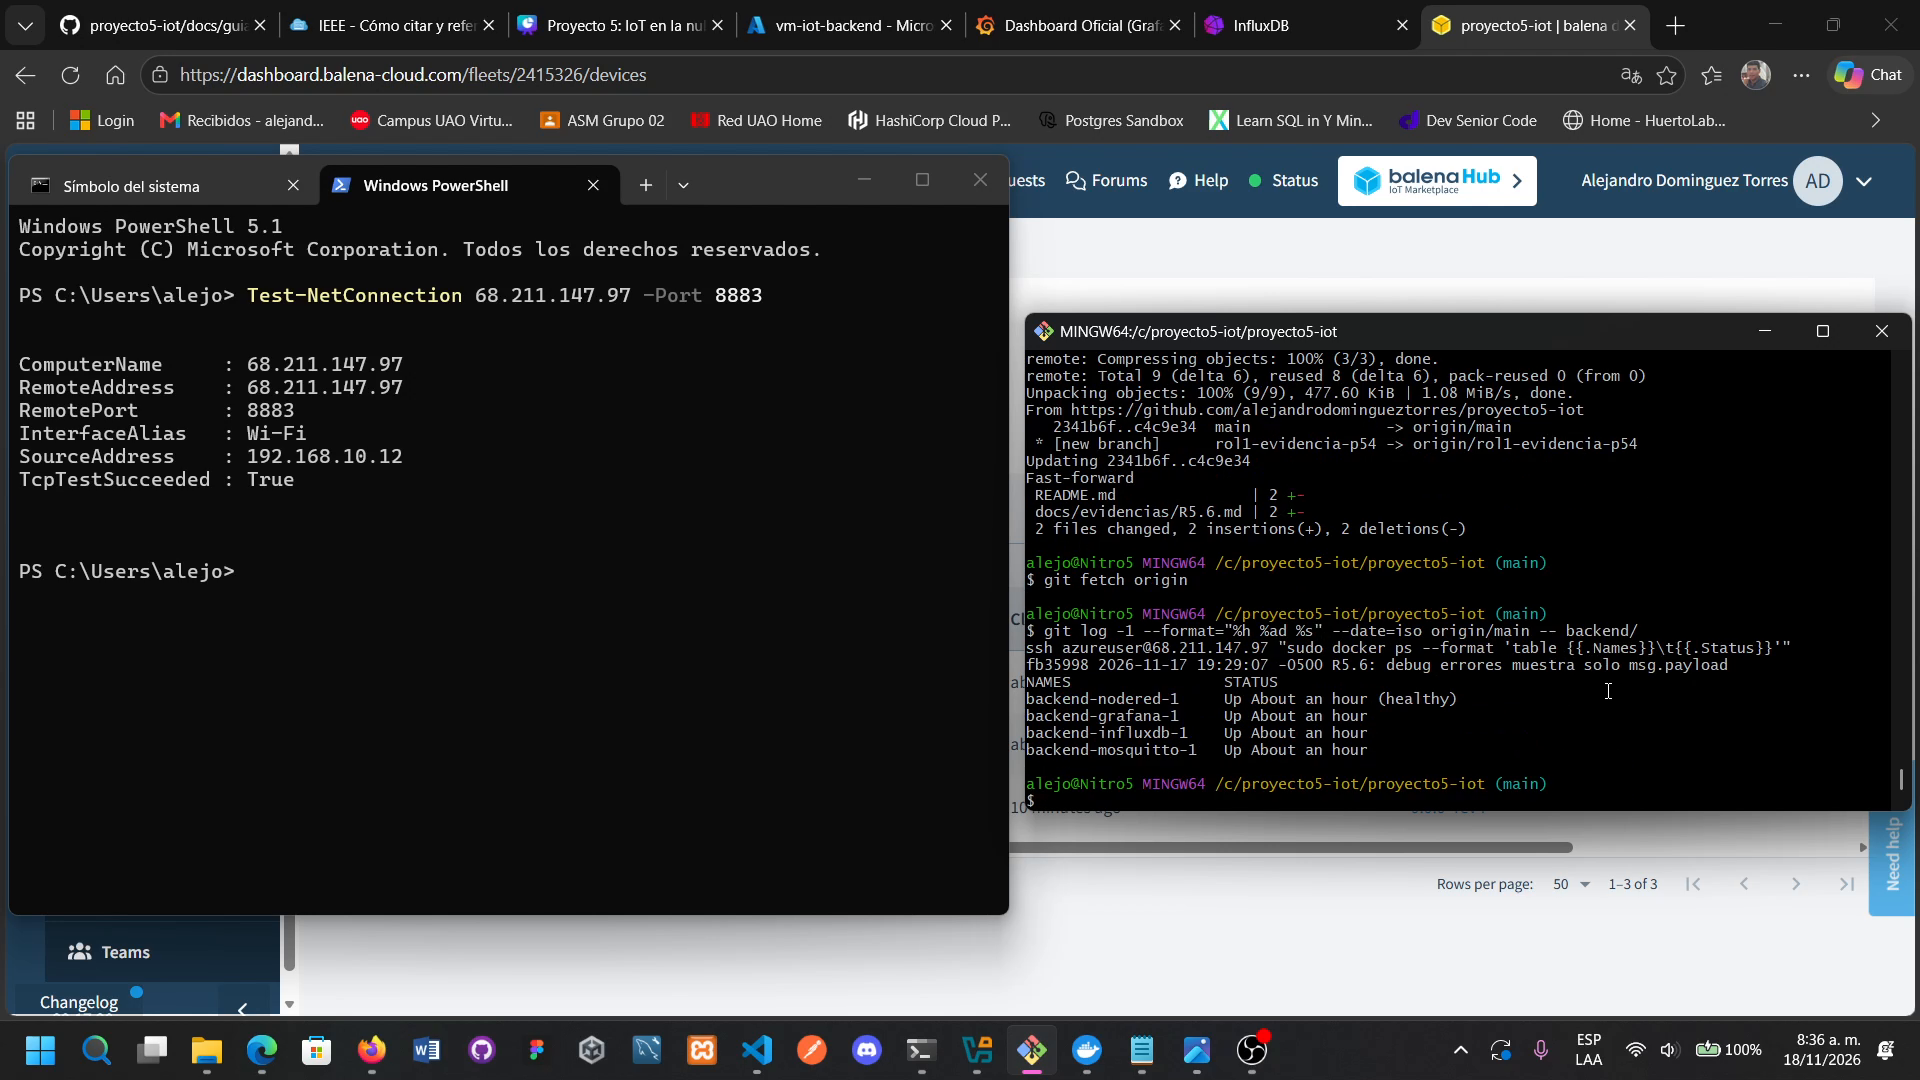 proyecto5-iot/docs/gui
IEEE - Cómo citar y refer
Proyecto 5: IoT en la nu
vm-iot-backend - Micro
Dashboard Oficial (Grafa
InfluxDB
proyecto5-iot | balena d
https://dashboard.balena-cloud.com/fleets/2415326/devices
Chat
Login
Recibidos - alejand...
Campus UAO Virtu...
ASM Grupo 02
Red UAO Home
HashiCorp Cloud P...
Postgres Sandbox
Learn SQL in Y Min...
Dev Senior Code
Home - HuertoLab...
Símbolo del sistema
Windows PowerShell
uests
Forums
Help
Status
balenaHub
IoT Marketplace
Alejandro Dominguez Torres
AD
Windows PowerShell 5.1
Copyright (C) Microsoft Corporation. Todos los derechos reservados.
PS C:\Users\alejo> Test-NetConnection 68.211.147.97 -Port 8883
ComputerName : 68.211.147.97
RemoteAddress : 68.211.147.97
RemotePort : 8883
InterfaceAlias : Wi-Fi
SourceAddress : 192.168.10.12
TcpTestSucceeded : True
PS C:\Users\alejo>
MINGW64:/c/proyecto5-iot/proyecto5-iot
remote: Compressing objects: 100% (3/3), done.
remote: Total 9 (delta 6), reused 8 (delta 6), pack-reused 0 (from 0)
Unpacking objects: 100% (9/9), 477.60 KiB | 1.08 MiB/s, done.
From https://github.com/alejandrodomingueztorres/proyecto5-iot
2341b6f..c4c9e34 main -> origin/main
* [new branch] rol1-evidencia-p54 -> origin/rol1-evidencia-p54
Updating 2341b6f..c4c9e34
Fast-forward
README.md | 2 +-
docs/evidencias/R5.6.md | 2 +-
2 files changed, 2 insertions(+), 2 deletions(-)
alejo@Nitro5 MINGW64 /c/proyecto5-iot/proyecto5-iot (main)
$ git fetch origin
alejo@Nitro5 MINGW64 /c/proyecto5-iot/proyecto5-iot (main)
$ git log -1 --format="%h %ad %s" --date=iso origin/main -- backend/
ssh azureuser@68.211.147.97 "sudo docker ps --format 'table {{.Names}}\t{{.Status}}'"
fb35998 2026-11-17 19:29:07 -0500 R5.6: debug errores muestra solo msg.payload
NAMES STATUS
backend-nodered-1 Up About an hour (healthy)
backend-grafana-1 Up About an hour
backend-influxdb-1 Up About an hour
backend-mosquitto-1 Up About an hour
alejo@Nitro5 MINGW64 /c/proyecto5-iot/proyecto5-iot (main)
$
Need help
Rows per page: 50
1–3 of 3
Teams
Changelog
ESP
LAA
100%
8:36 a. m.
18/11/2026